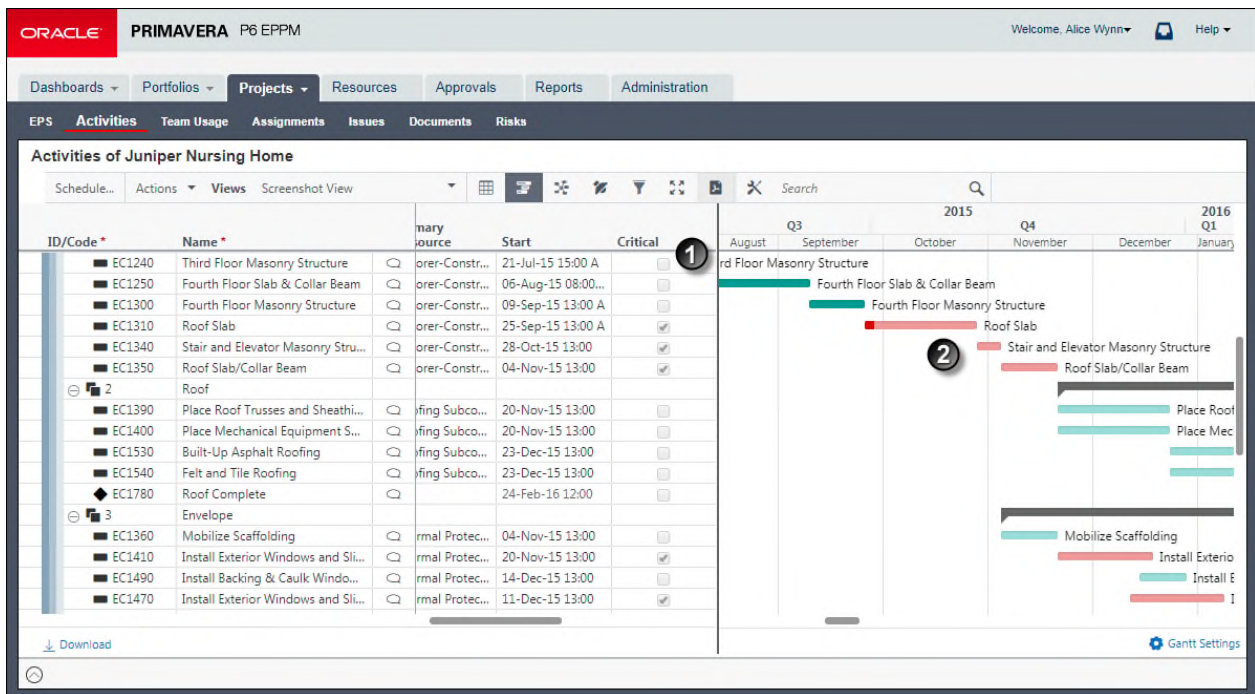 ORACLE PRIMAVERA P6 EPPM Welcome, Alice Wynn Help
Dashboards Portfolios Projects Resources Approvals Reports Administration
EPS Activities Team Usage Assignments Issues Documents Risks
Activities of Juniper Nursing Home
Schedule... Actions Views Screenshot View Search
2015 2016
Q3 Q4 Q1
mary
ID/Code * Name * source Start Critical 1 August September October November December January
EC1240 Third Floor Masonry Structure orer-Constr... 21-Jul-15 15:00 A rd Floor Masonry Structure
EC1250 Fourth Floor Slab & Collar Beam orer-Constr... 06-Aug-15 08:00... Fourth Floor Slab & Collar Beam
EC1300 Fourth Floor Masonry Structure orer-Constr... 09-Sep-15 13:00 A Fourth Floor Masonry Structure
EC1310 Roof Slab orer-Constr... 25-Sep-15 13:00 A Roof Slab
EC1340 Stair and Elevator Masonry Stru... orer-Constr... 28-Oct-15 13:00 2 Stair and Elevator Masonry Structure
EC1350 Roof Slab/Collar Beam orer-Constr... 04-Nov-15 13:00 Roof Slab/Collar Beam
2 Roof
EC1390 Place Roof Trusses and Sheathi... ofing Subco... 20-Nov-15 13:00 Place Roof
EC1400 Place Mechanical Equipment S... ofing Subco... 20-Nov-15 13:00 Place Mec
EC1530 Built-Up Asphalt Roofing ofing Subco... 23-Dec-15 13:00
EC1540 Felt and Tile Roofing ofing Subco... 23-Dec-15 13:00
EC1780 Roof Complete 24-Feb-16 12:00
3 Envelope
EC1360 Mobilize Scaffolding rmal Protec... 04-Nov-15 13:00 Mobilize Scaffolding
EC1410 Install Exterior Windows and Sli... rmal Protec... 20-Nov-15 13:00 Install Exterio
EC1490 Install Backing & Caulk Windo... rmal Protec... 14-Dec-15 13:00 Install E
EC1470 Install Exterior Windows and Sli... rmal Protec... 11-Dec-15 13:00 I
Download Gantt Settings